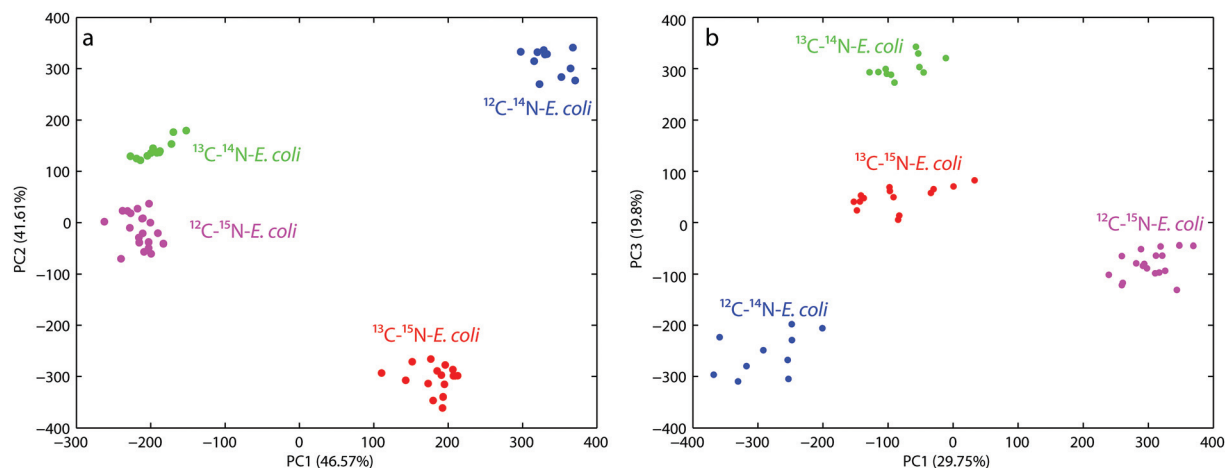 a
400
300
200
100
0
−100
−200
−300
−400
PC2 (41.61%)
¹²C-¹⁴N-E. coli
¹³C-¹⁴N-E. coli
¹²C-¹⁵N-E. coli
¹³C-¹⁵N-E. coli
−300 −200 −100 0 100 200 300 400
PC1 (46.57%)
b
400
300
200
100
0
−100
−200
−300
−400
PC3 (19.8%)
¹³C-¹⁴N-E. coli
¹³C-¹⁵N-E. coli
¹²C-¹⁵N-E. coli
¹²C-¹⁴N-E. coli
−400 −300 −200 −100 0 100 200 300 400
PC1 (29.75%)